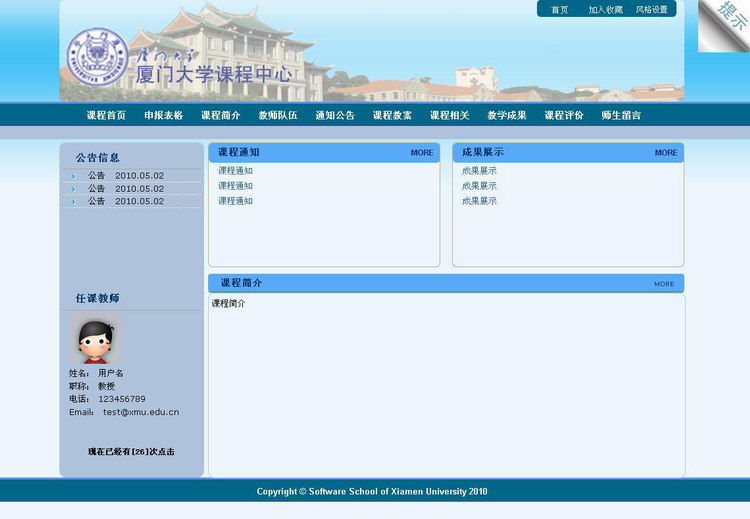 首页 加入收藏 风格设置
提示
厦门大学
厦门大学课程中心
课程首页 申报表格 课程简介 教师队伍 通知公告 课程教案 课程相关 教学成果 课程评价 师生留言
公告信息
公告 2010.05.02
公告 2010.05.02
公告 2010.05.02
课程通知 MORE
课程通知
课程通知
课程通知
成果展示 MORE
成果展示
成果展示
成果展示
任课教师
姓名： 用户名
职称： 教授
电话： 123456789
Email： test@xmu.edu.cn
现在已经有[26]次点击
课程简介 MORE
课程简介
Copyright © Software School of Xiamen University 2010